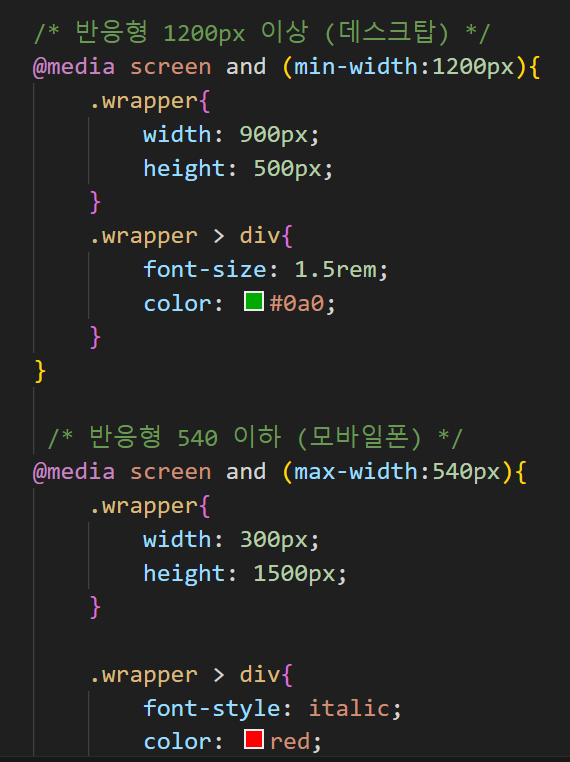 /* 반응형 1200px 이상 (데스크탑) */
@media screen and (min-width:1200px){
.wrapper{
width: 900px;
height: 500px;
}
.wrapper > div{
font-size: 1.5rem;
color: #0a0;
}
}
/* 반응형 540 이하 (모바일폰) */
@media screen and (max-width:540px){
.wrapper{
width: 300px;
height: 1500px;
}
.wrapper > div{
font-style: italic;
color: red;